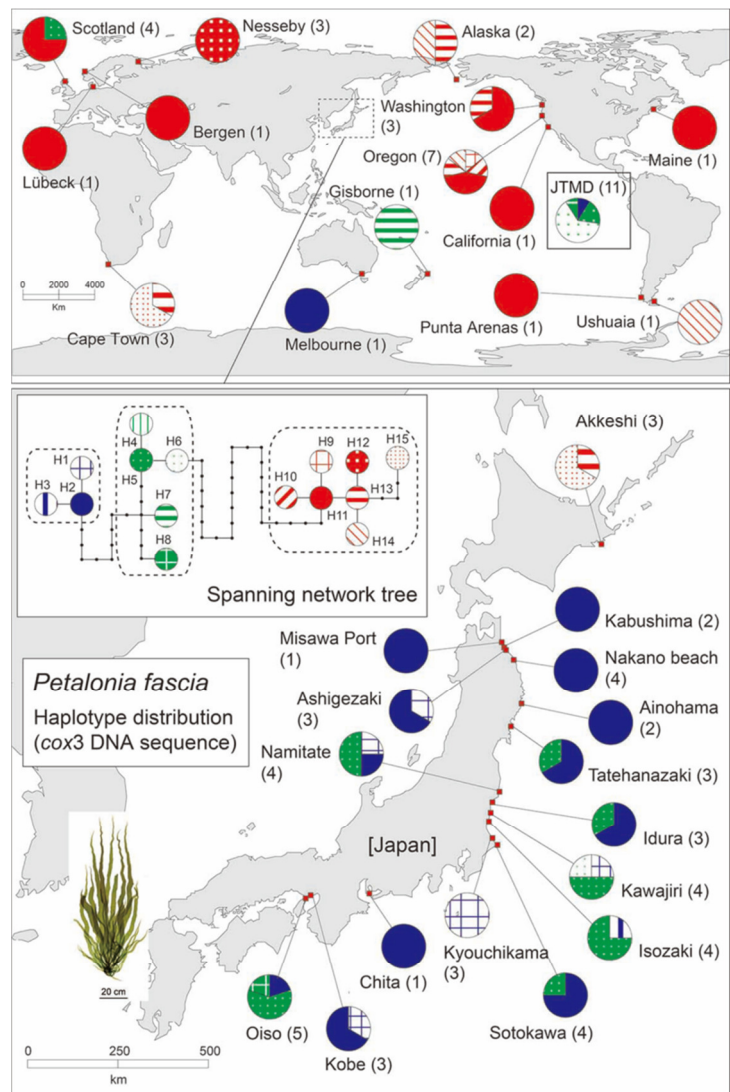 Scotland (4)
Nesseby (3)
Alaska (2)
Washington
(3)
Bergen (1)
Oregon (7)
Maine (1)
Lübeck (1)
Gisborne (1)
JTMD (11)
California (1)
0 2000 4000
Km
Cape Town (3)
Melbourne (1)
Punta Arenas (1)
Ushuaia (1)
Akkeshi (3)
H1
H3
H2
H4
H6
H5
H7
H8
H9
H12
H15
H10
H13
H11
H14
Spanning network tree
Petalonia fascia
Haplotype distribution
(cox3 DNA sequence)
Misawa Port
(1)
Kabushima (2)
Nakano beach
(4)
Ashigezaki
(3)
Ainohama
(2)
Namitate
(4)
Tatehanazaki (3)
[Japan]
Idura (3)
Kawajiri (4)
Kyouchikama
(3)
Isozaki (4)
Chita (1)
Sotokawa (4)
20 cm
Oiso (5)
Kobe (3)
0 250 500
km